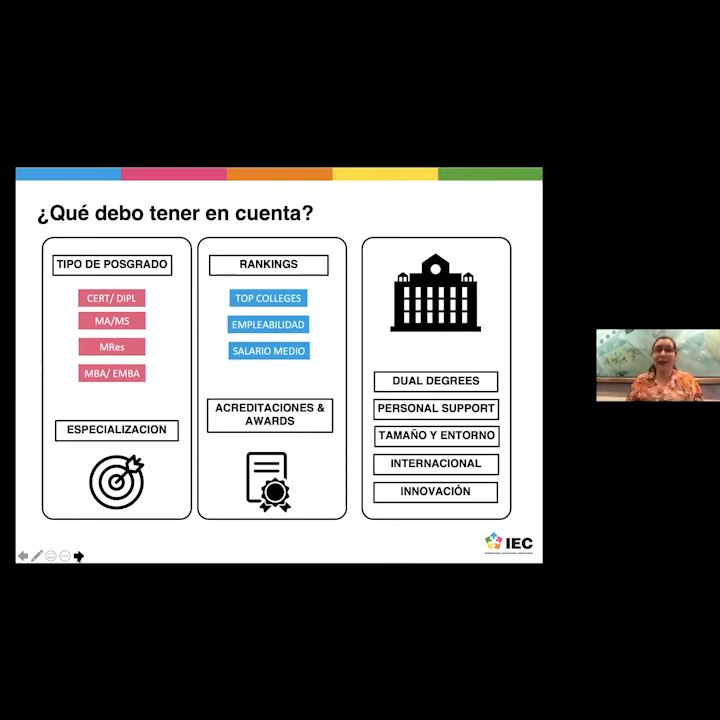 ¿Qué debo tener en cuenta?
TIPO DE POSGRADO
CERT/ DIPL
MA/MS
MRes
MBA/ EMBA
ESPECIALIZACION
RANKINGS
TOP COLLEGES
EMPLEABILIDAD
SALARIO MEDIO
ACREDITACIONES &
AWARDS
DUAL DEGREES
PERSONAL SUPPORT
TAMAÑO Y ENTORNO
INTERNACIONAL
INNOVACIÓN
IEC